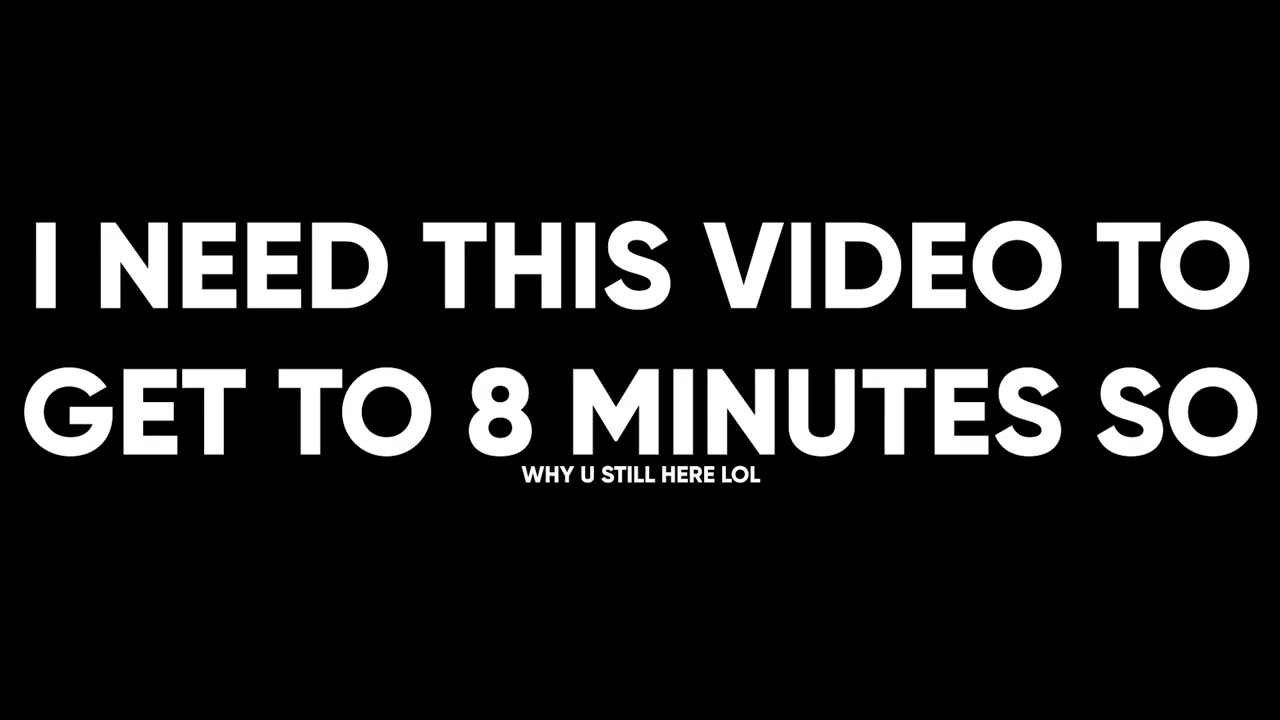 I NEED THIS VIDEO TO
GET TO 8 MINUTES SO
WHY U STILL HERE LOL